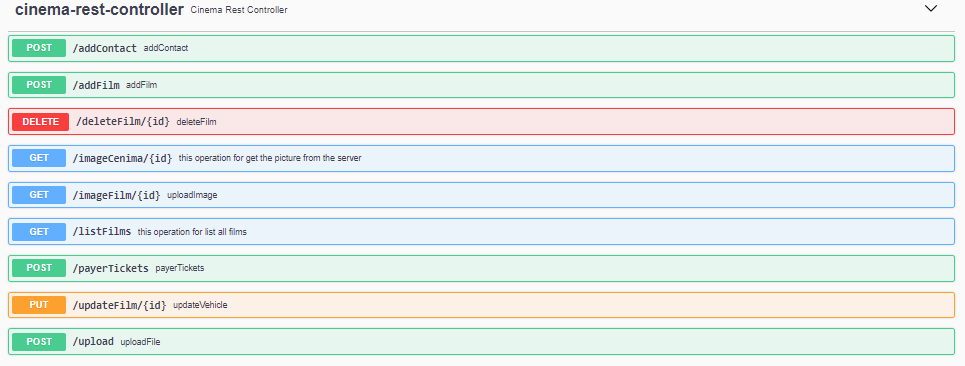 cinema-rest-controller Cinema Rest Controller
POST /addContact addContact
POST /addFilm addFilm
DELETE /deleteFilm/{id} deleteFilm
GET /imageCenima/{id} this operation for get the picture from the server
GET /imageFilm/{id} uploadImage
GET /listFilms this operation for list all films
POST /payerTickets payerTickets
PUT /updateFilm/{id} updateVehicle
POST /upload uploadFile